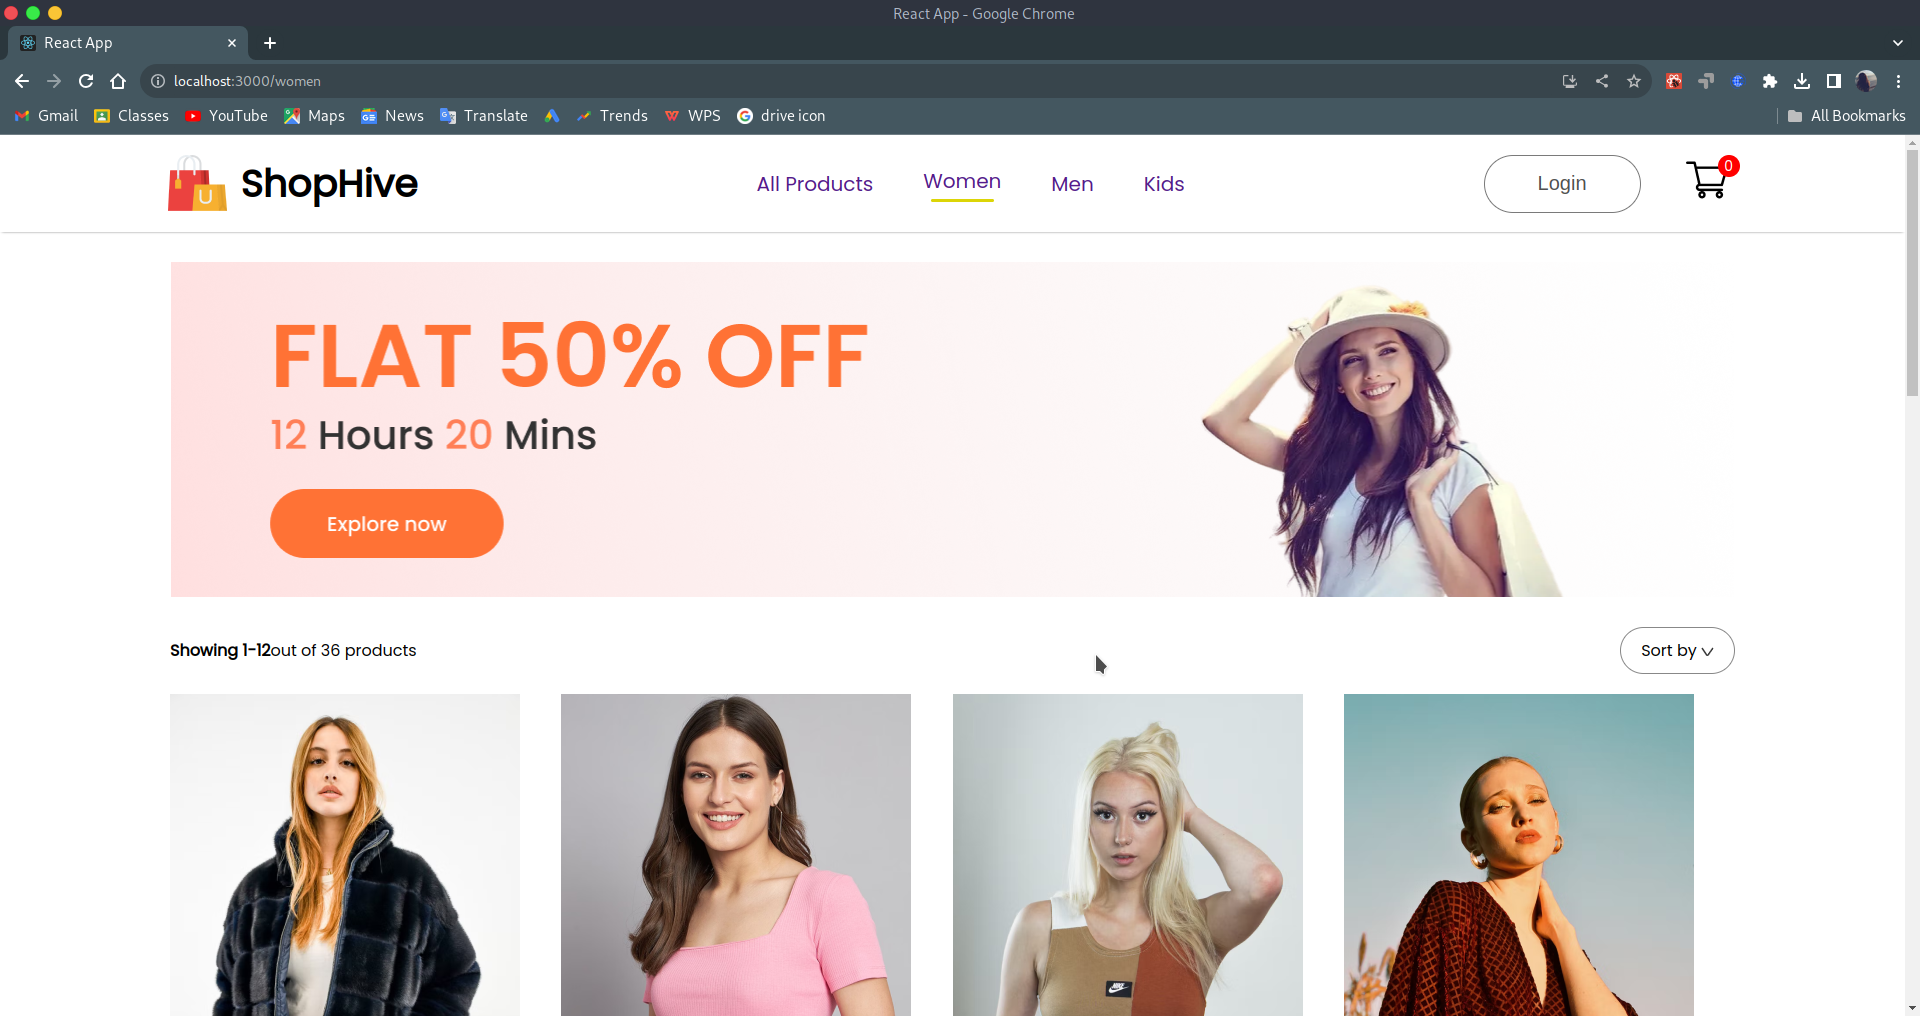 React App - Google Chrome
React App
localhost:3000/women
Gmail Classes YouTube Maps News Translate Trends WPS drive icon All Bookmarks
ShopHive All Products Women Men Kids Login 0
U
FLAT 50% OFF
12 Hours 20 Mins
Explore now
Showing 1-12out of 36 products Sort by
NIKE